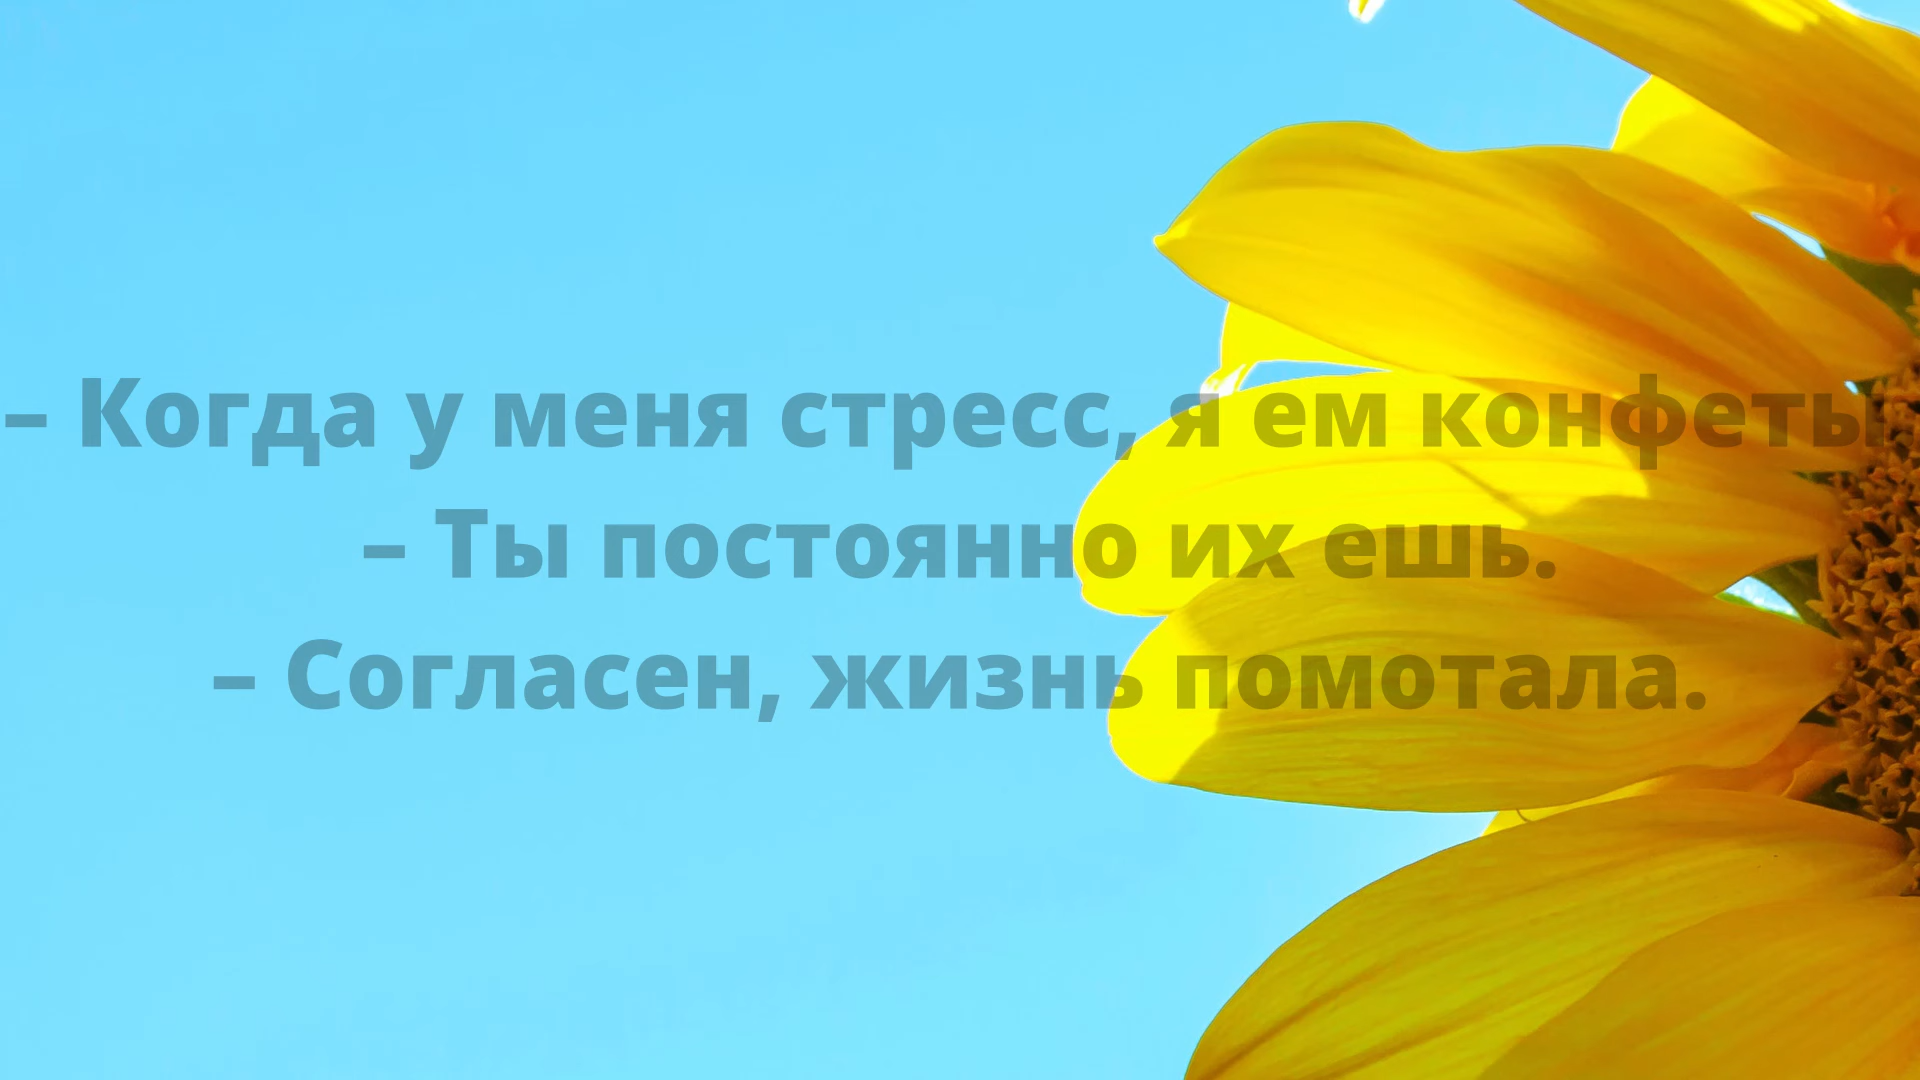 – Когда у меня стресс, я ем конфеты
– Ты постоянно их ешь.
– Согласен, жизнь помотала.